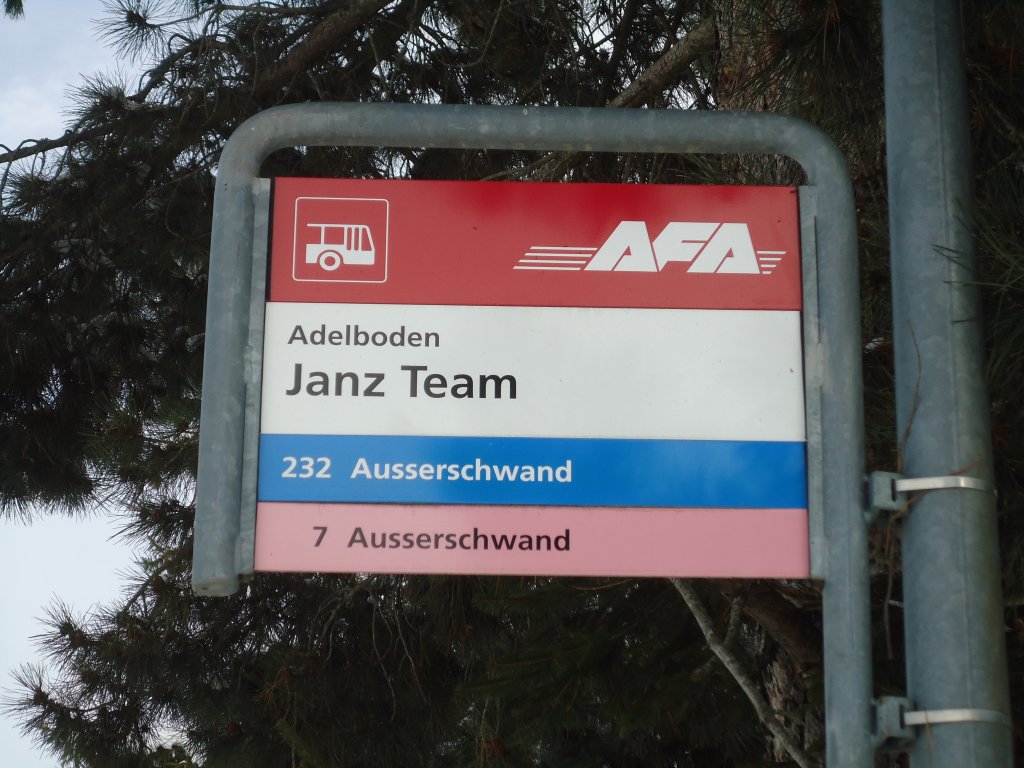 AFA
Adelboden
Janz Team
232 Ausserschwand
7 Ausserschwand